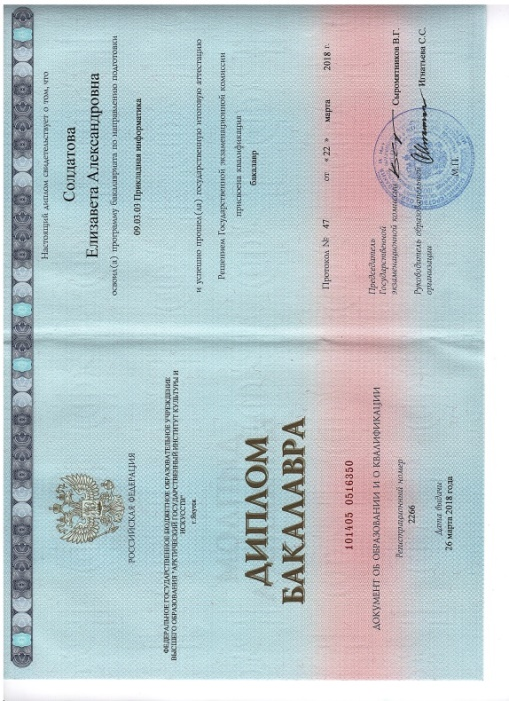 РОССИЙСКАЯ ФЕДЕРАЦИЯ
ФЕДЕРАЛЬНОЕ ГОСУДАРСТВЕННОЕ БЮДЖЕТНОЕ ОБРАЗОВАТЕЛЬНОЕ УЧРЕЖДЕНИЕ
ВЫСШЕГО ОБРАЗОВАНИЯ "АРКТИЧЕСКИЙ ГОСУДАРСТВЕННЫЙ ИНСТИТУТ КУЛЬТУРЫ И
ИСКУССТВ"
г.Якутск
ДИПЛОМ
БАКАЛАВРА
101405 0516350
ДОКУМЕНТ ОБ ОБРАЗОВАНИИ И О КВАЛИФИКАЦИИ
Регистрационный номер
2266
Дата выдачи
26 марта 2018 года
Настоящий диплом свидетельствует о том, что
Солдатова
Елизавета Александровна
освоил(а) программу бакалавриата по направлению подготовки
09.03.03 Прикладная информатика
и успешно прошел(ла) государственную итоговую аттестацию
Решением Государственной экзаменационной комиссии
присвоена квалификация
бакалавр
Протокол № 47 от « 22 » марта 2018 г.
Председатель
Государственной
экзаменационной комиссии Сыромятников В.Г.
Руководитель образовательной
организации Игнатьева С.С.
М.П.